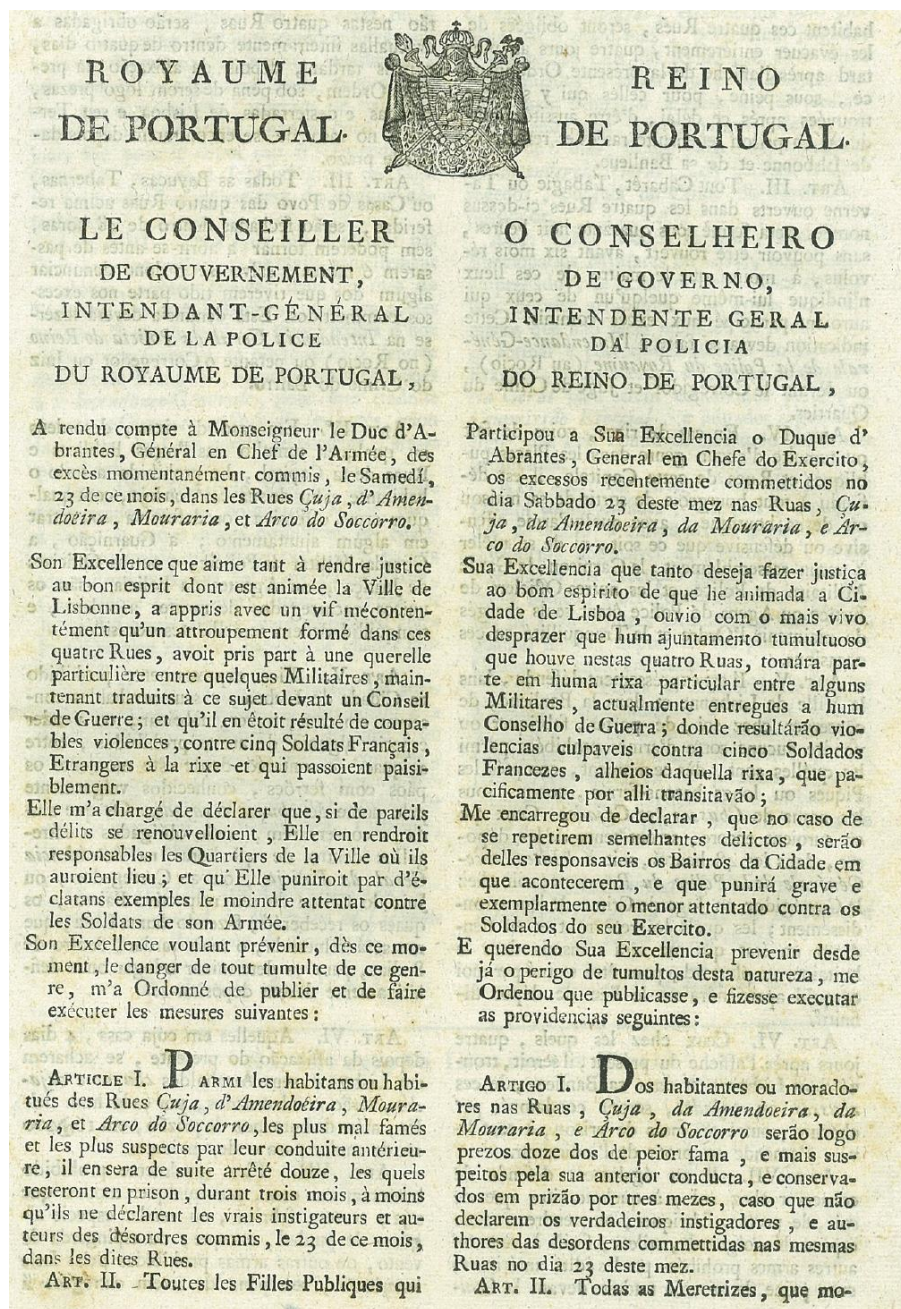 ROYAUME
DE PORTUGAL.
LE CONSEILLER
DE GOUVERNEMENT,
INTENDANT-GÉNÉRAL
DE LA POLICE
DU ROYAUME DE PORTUGAL,
A rendu compte à Monseigneur le Duc d'A-
brantes, Général en Chef de l'Armée, des
excès momentanément commis, le Samedí,
23 de ce mois, dans les Rues Çuja, d'Amen-
doêira, Mouraria, et Arco do Soccorro.
Son Excellence que aime tant à rendre justice
au bon esprit dont est animée la Ville de
Lisbonne, a appris avec un vif méconten-
tément qu'un attroupement formé dans ces
quatre Rues, avoit pris part à une querelle
particulière entre quelques Militaires, main-
tenant traduits à ce sujet devant un Conseil
de Guerre; et qu'il en étoit résulté de coupa-
bles violences, contre cinq Soldats Français,
Etrangers à la rixe et qui passoient paisi-
blement.
Elle m'a chargé de déclarer que, si de pareils
délits se renouvelloient, Elle en rendroit
responsables les Quartiers de la Ville où ils
auroient lieu; et qu'Elle puniroit par d'é-
clatans exemples le moindre attentat contre
les Soldats de son Armée.
Son Excellence voulant prévenir, dès ce mo-
ment, le danger de tout tumulte de ce gen-
re, m'a Ordonné de publier et de faire
exécuter les mesures suivantes:
ARTICLE I. PARMI les habitans ou habi-
tués des Rues Çuja, d'Amendoêira, Moura-
ria, et Arco do Soccorro, les plus mal famés
et les plus suspects par leur conduite antérieu-
re, il en sera de suite arrêté douze, les quels
resteront en prison, durant trois mois, à moins
qu'ils ne déclarent les vrais instigateurs et au-
teurs des désordres commis, le 23 de ce mois,
dans les dites Rues.
ART. II. Toutes les Filles Publiques qui
REINO
DE PORTUGAL.
O CONSELHEIRO
DE GOVERNO,
INTENDENTE GERAL
DA POLICIA
DO REINO DE PORTUGAL,
Participou a Sua Excellencia o Duque d'
Abrantes, General em Chefe do Exercito,
os excessos recentemente commettidos no
dia Sabbado 23 deste mez nas Ruas, Çu-
ja, da Amendoeira, da Mouraria, e Ar-
co do Soccorro.
Sua Excellencia que tanto deseja fazer justiça
ao bom espirito de que he animada a Ci-
dade de Lisboa, ouvio com o mais vivo
desprazer que hum ajuntamento tumultuoso
que houve nestas quatro Ruas, tomára par-
te em huma rixa particular entre alguns
Militares, actualmente entregues a hum
Conselho de Guerra; donde resultárão vio-
lencias culpaveis contra cinco Soldados
Francezes, alheios daquella rixa, que pa-
cificamente por alli transitavão;
Me encarregou de declarar, que no caso de
se repetirem semelhantes delictos, serão
delles responsaveis os Bairros da Cidade em
que acontecerem, e que punirá grave e
exemplarmente o menor attentado contra os
Soldados do seu Exercito.
E querendo Sua Excellencia prevenir desde
já o perigo de tumultos desta natureza, me
Ordenou que publicasse, e fizesse executar
as providencias seguintes:
ARTIGO I. Dos habitantes ou morado-
res nas Ruas, Çuja, da Amendoeira, da
Mouraria, e Arco do Soccorro serão logo
prezos doze dos de peior fama, e mais sus-
peitos pela sua anterior conducta, e conserva-
dos em prizão por tres mezes, caso que não
declarem os verdadeiros instigadores, e au-
thores das desordens commettidas nas mesmas
Ruas no dia 23 deste mez.
ART. II. Todas as Meretrizes, que mo-